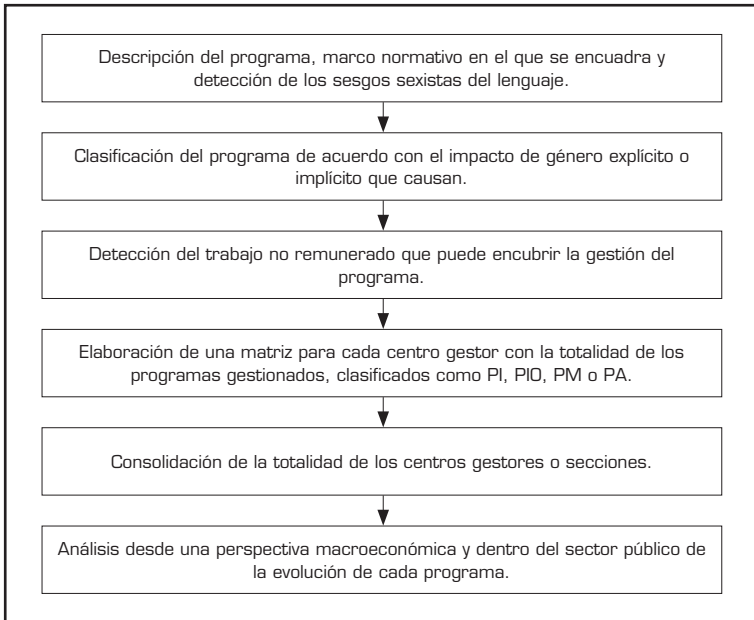 Descripción del programa, marco normativo en el que se encuadra y
detección de los sesgos sexistas del lenguaje.
Clasificación del programa de acuerdo con el impacto de género explícito o
implícito que causan.
Detección del trabajo no remunerado que puede encubrir la gestión del
programa.
Elaboración de una matriz para cada centro gestor con la totalidad de los
programas gestionados, clasificados como PI, PIO, PM o PA.
Consolidación de la totalidad de los centros gestores o secciones.
Análisis desde una perspectiva macroeconómica y dentro del sector público de
la evolución de cada programa.